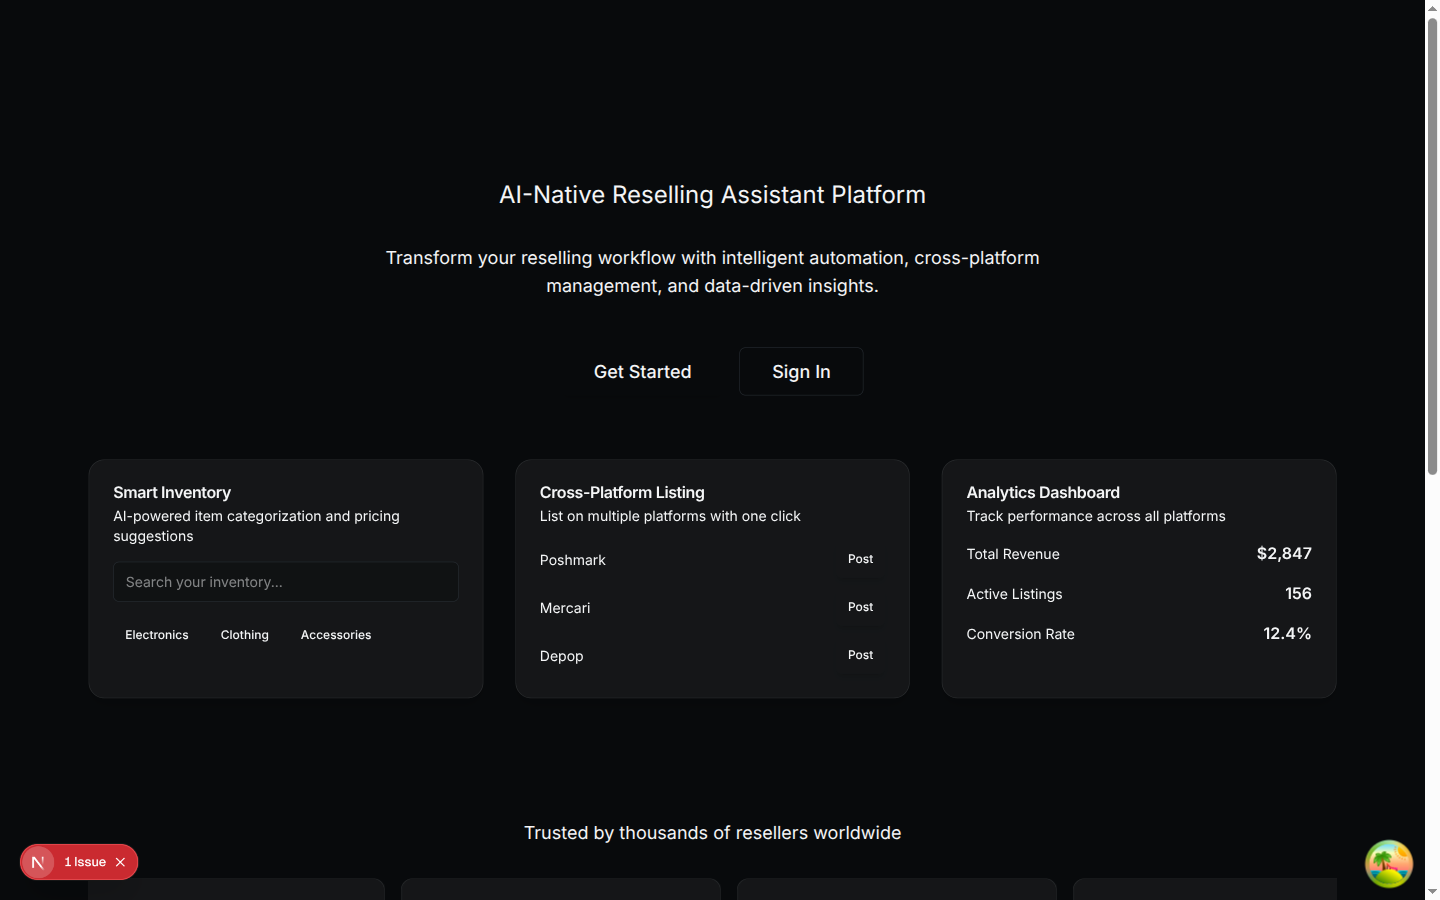 AI-Native Reselling Assistant Platform
Transform your reselling workflow with intelligent automation, cross-platform
management, and data-driven insights.
Get Started
Sign In
Smart Inventory
AI-powered item categorization and pricing
suggestions
Search your inventory...
Electronics
Clothing
Accessories
Cross-Platform Listing
List on multiple platforms with one click
Poshmark
Post
Mercari
Post
Depop
Post
Analytics Dashboard
Track performance across all platforms
Total Revenue
$2,847
Active Listings
156
Conversion Rate
12.4%
Trusted by thousands of resellers worldwide
N
1 Issue